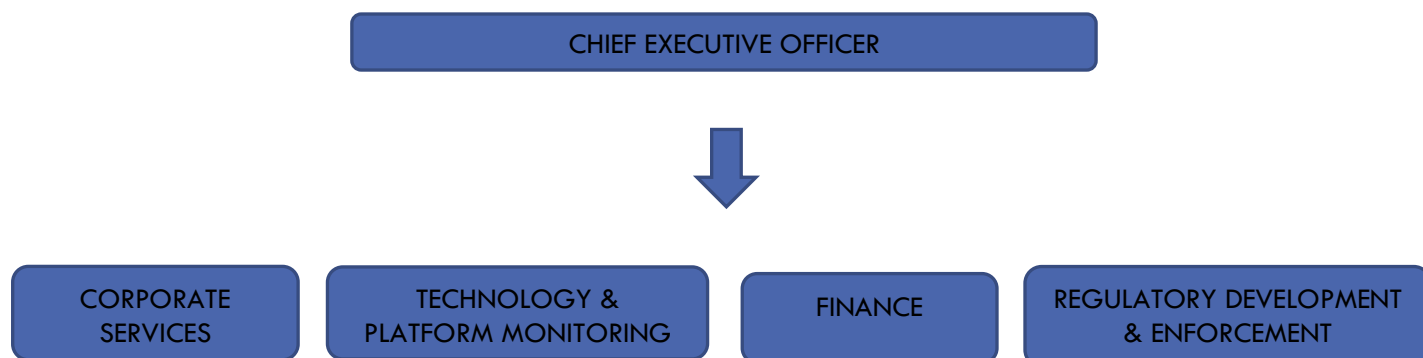 CHIEF EXECUTIVE OFFICER
CORPORATE
SERVICES
TECHNOLOGY &
PLATFORM MONITORING
FINANCE
REGULATORY DEVELOPMENT
& ENFORCEMENT